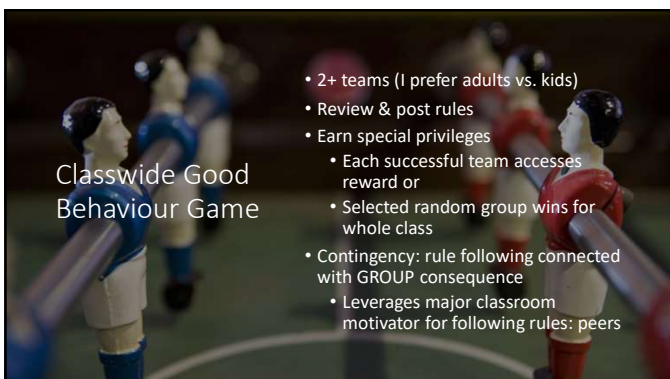 Classwide Good
Behaviour Game
• 2+ teams (I prefer adults vs. kids)
• Review & post rules
• Earn special privileges
• Each successful team accesses
reward or
• Selected random group wins for
whole class
• Contingency: rule following connected
with GROUP consequence
• Leverages major classroom
motivator for following rules: peers